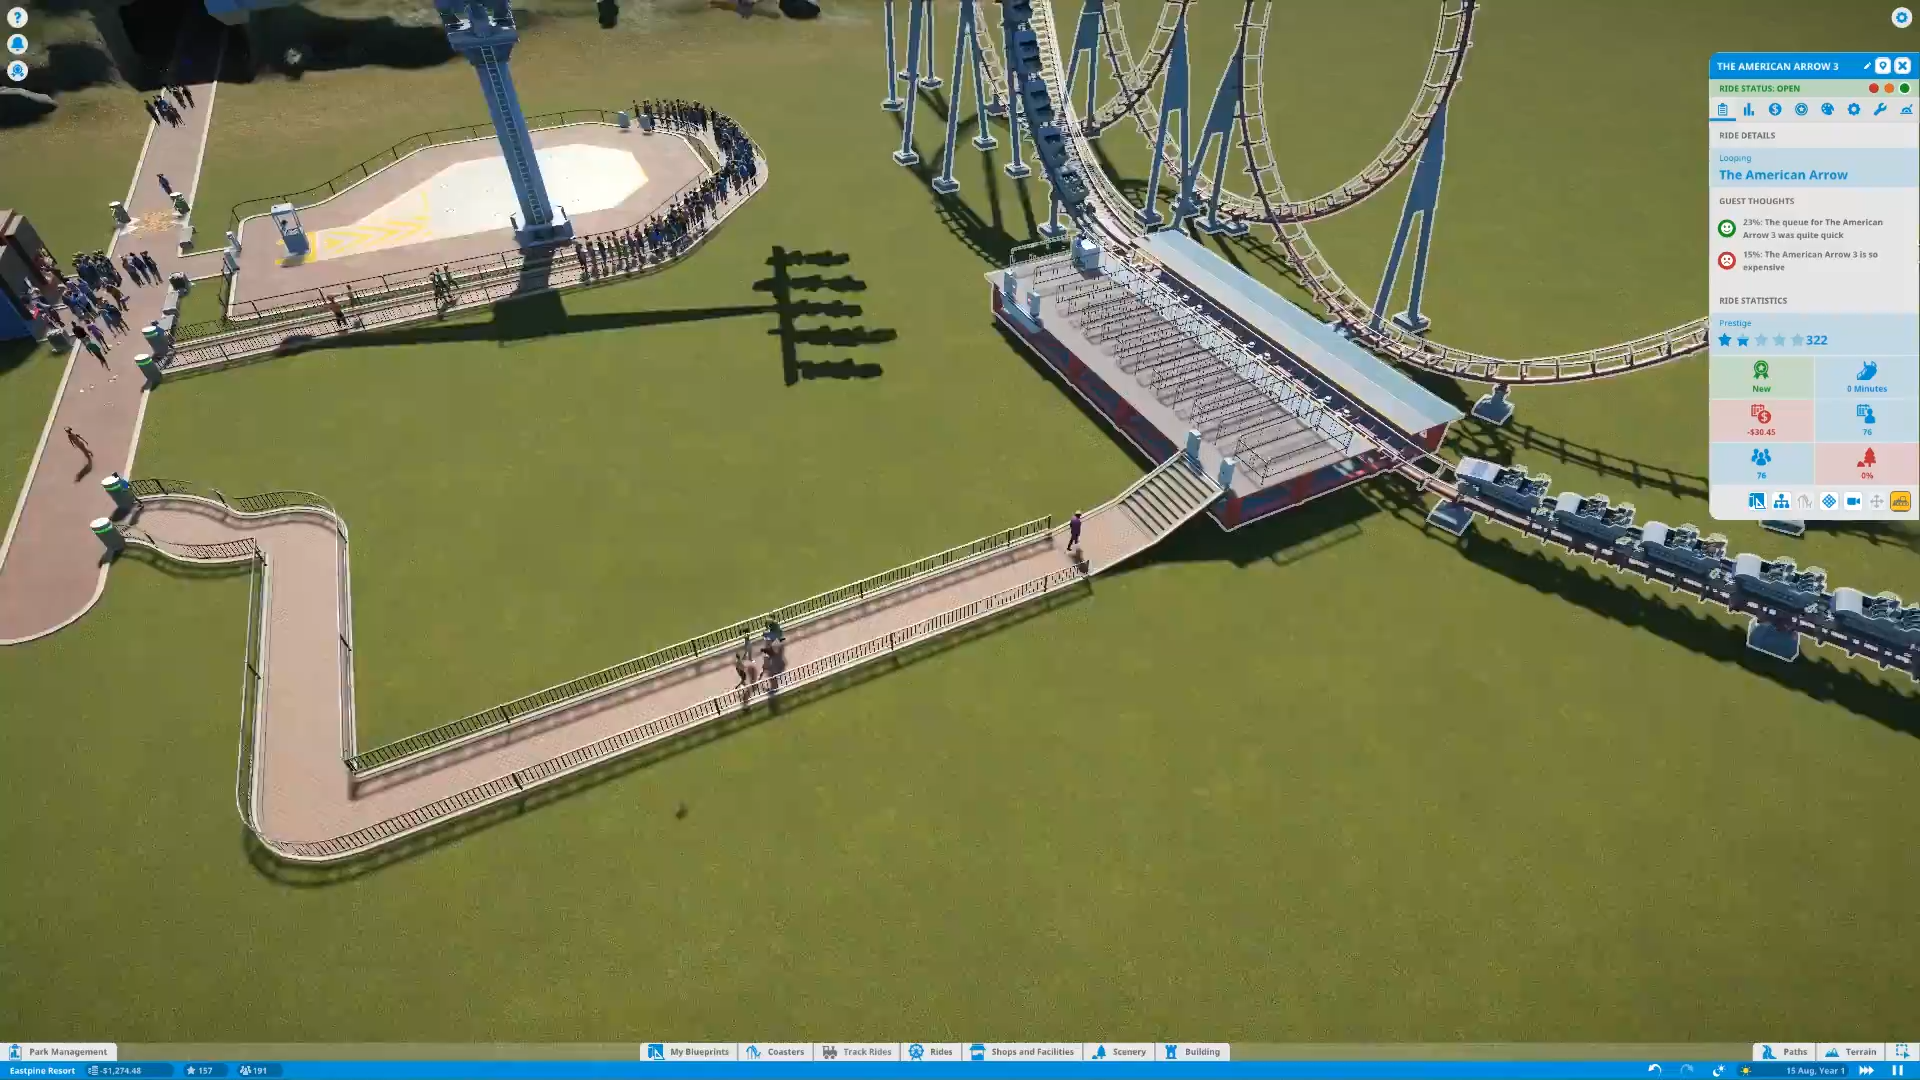 THE AMERICAN ARROW 3
RIDE STATUS: OPEN
RIDE DETAILS
Looping
The American Arrow
GUEST THOUGHTS
23%: The queue for The American
Arrow 3 was quite quick
15%: The American Arrow 3 is so
expensive
RIDE STATISTICS
Prestige
322
New
0 Minutes
-$30.45
76
76
0%
Park Management
My Blueprints
Coasters
Track Rides
Rides
Shops and Facilities
Scenery
Building
Paths
Terrain
Eastpine Resort
-$1,274.48
157
191
15 Aug, Year 1